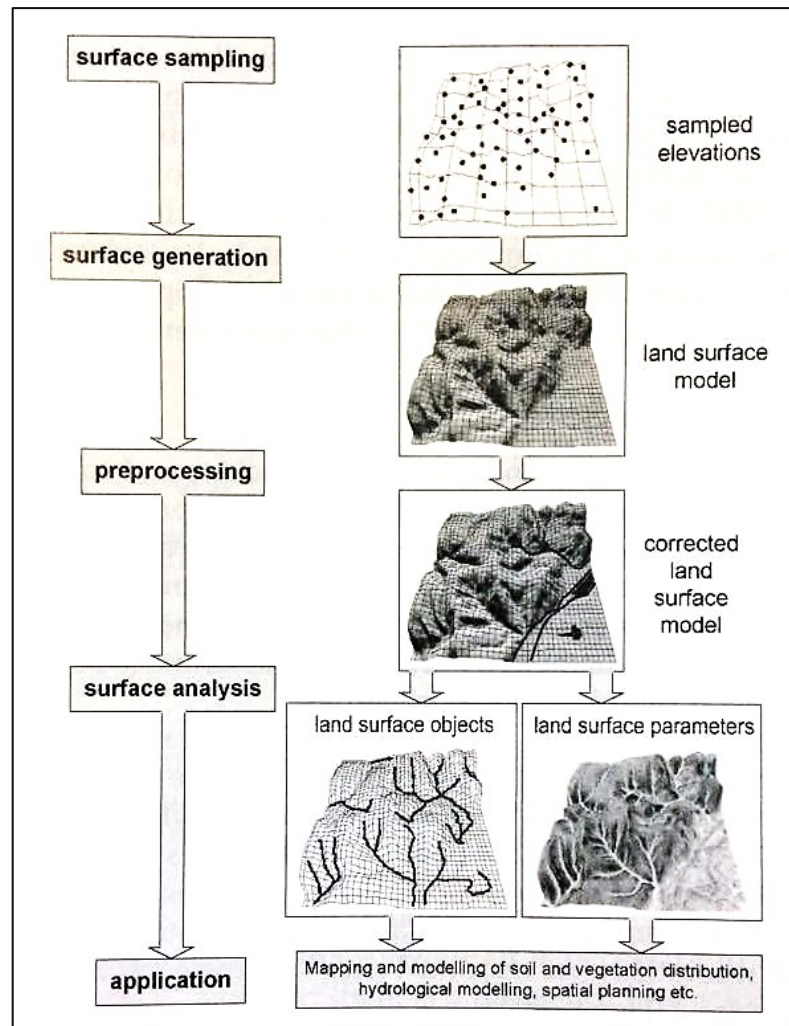 surface sampling
sampled
elevations
surface generation
land surface
model
preprocessing
corrected
land
surface
model
surface analysis
land surface objects
land surface parameters
application
Mapping and modelling of soil and vegetation distribution,
hydrological modelling, spatial planning etc.